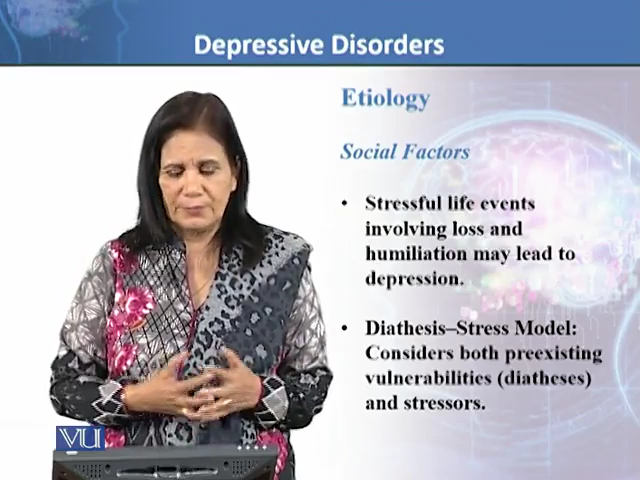 Depressive Disorders
Etiology
Social Factors
• Stressful life events
involving loss and
humiliation may lead to
depression.
• Diathesis–Stress Model:
Considers both preexisting
vulnerabilities (diatheses)
and stressors.
VU